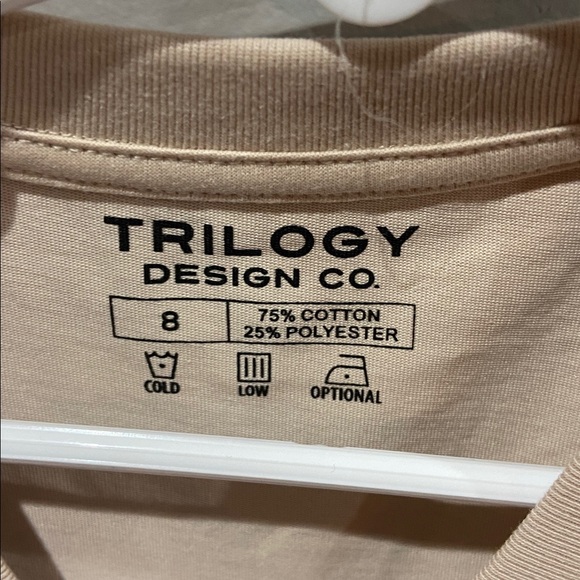 TRILOGY
DESIGN CO.
8
75% COTTON
25% POLYESTER
COLD
LOW
OPTIONAL